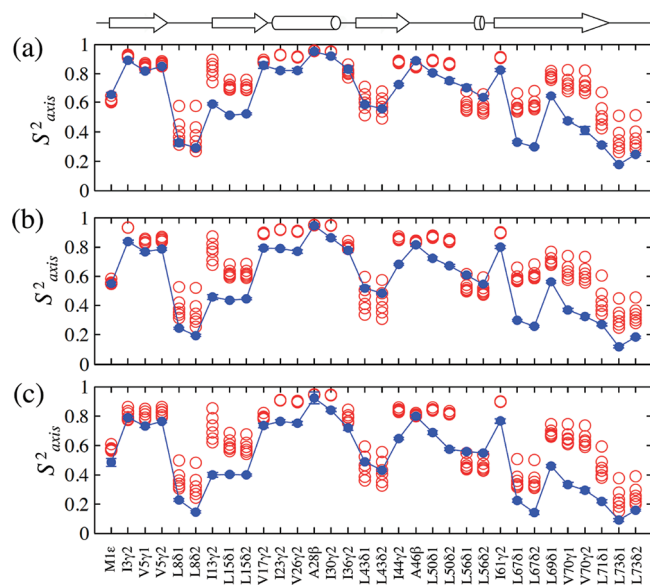 (a)
S²axis
1
0.8
0.6
0.4
0.2
0
(b)
S²axis
1
0.8
0.6
0.4
0.2
0
(c)
S²axis
1
0.8
0.6
0.4
0.2
0
M1ε
I3γ2
V5γ1
V5γ2
L8δ1
L8δ2
I13γ2
L15δ1
L15δ2
V17γ2
I23γ2
V26γ2
A28β
I30γ2
I36γ2
L43δ1
L43δ2
I44γ2
A46β
L50δ1
L50δ2
L56δ1
L56δ2
I61γ2
L67δ1
L67δ2
L69δ1
V70γ1
V70γ2
L71δ1
L73δ1
L73δ2